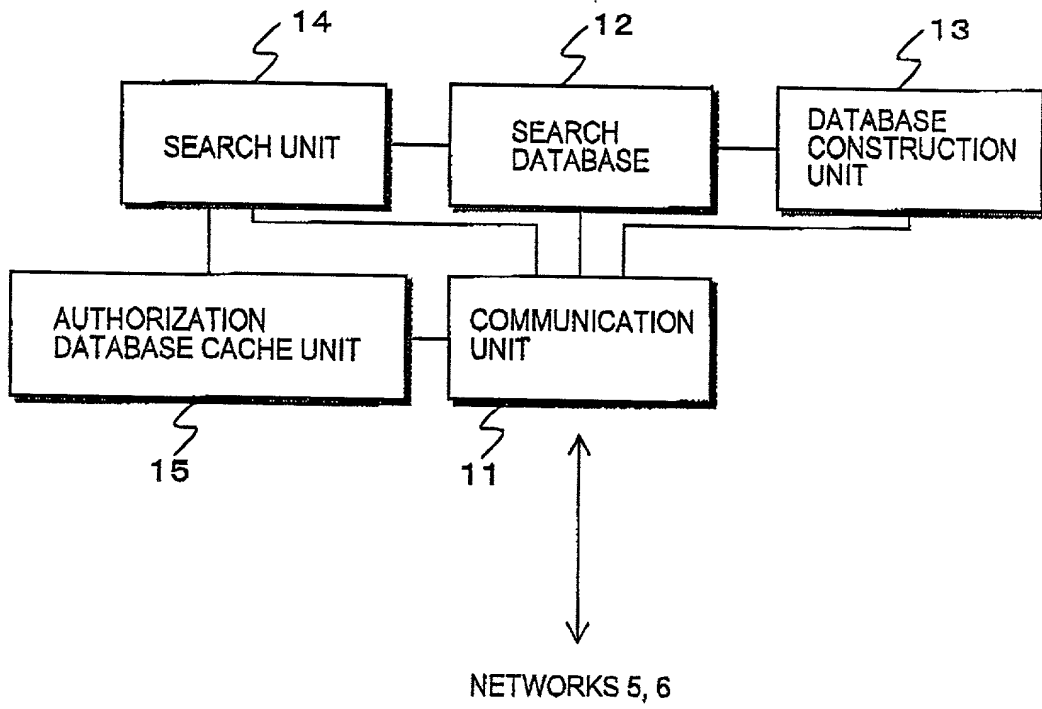 14
12
13
SEARCH UNIT
SEARCH
DATABASE
DATABASE
CONSTRUCTION
UNIT
AUTHORIZATION
DATABASE CACHE UNIT
COMMUNICATION
UNIT
15
11
NETWORKS 5, 6